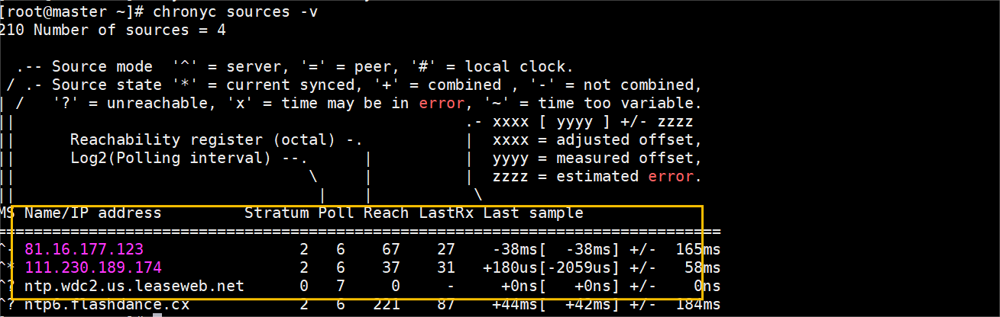 [root@master ~]# chronyc sources -v
210 Number of sources = 4
.-- Source mode  '^' = server, '=' = peer, '#' = local clock.
/ .- Source state '*' = current synced, '+' = combined , '-' = not combined,
| /   '?' = unreachable, 'x' = time may be in error, '~' = time too variable.
||                                                 .- xxxx [ yyyy ] +/- zzzz
||      Reachability register (octal) -.           |  xxxx = adjusted offset,
||      Log2(Polling interval) --.      |          |  yyyy = measured offset,
||                                \     |          |  zzzz = estimated error.
||                                 |    |           \
MS Name/IP address         Stratum Poll Reach LastRx Last sample
===============================================================================
^- 81.16.177.123                 2   6    67    27    -38ms[  -38ms] +/-  165ms
^* 111.230.189.174               2   6    37    31   +180us[-2059us] +/-   58ms
^? ntp.wdc2.us.leaseweb.net      0   7     0     -     +0ns[   +0ns] +/-    0ns
^? ntp6.flashdance.cx            2   6   221    87    +44ms[  +42ms] +/-  184ms